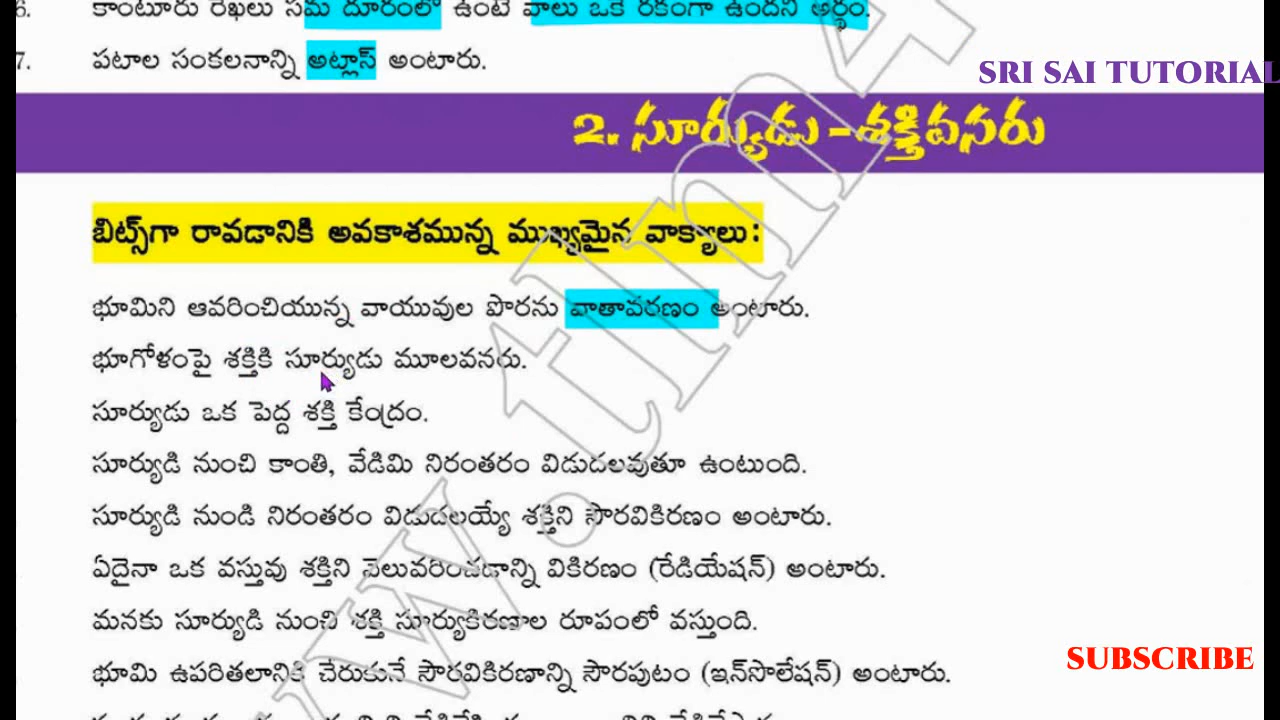 6. కాంటూరు రేఖలు సమ దూరంలో ఉంటే వాలు ఒకే రకంగా ఉందని అర్థం.
7. పటాల సంకలనాన్ని అట్లాస్ అంటారు.
SRI SAI TUTORIAL
2. సూర్యుడు - శక్తివనరు
బిట్స్‌గా రావడానికి అవకాశమున్న ముఖ్యమైన వాక్యాలు :
భూమిని ఆవరించియున్న వాయువుల పొరను వాతావరణం అంటారు.
భూగోళంపై శక్తికి సూర్యుడు మూలవనరు.
సూర్యుడు ఒక పెద్ద శక్తి కేంద్రం.
సూర్యుడి నుంచి కాంతి, వేడిమి నిరంతరం విడుదలవుతూ ఉంటుంది.
సూర్యుడి నుండి నిరంతరం విడుదలయ్యే శక్తిని సౌరవికిరణం అంటారు.
ఏదైనా ఒక వస్తువు శక్తిని వెలువరించడాన్ని వికిరణం (రేడియేషన్) అంటారు.
మనకు సూర్యుడి నుంచి శక్తి సూర్యుకిరణాల రూపంలో వస్తుంది.
SUBSCRIBE
భూమి ఉపరితలానికి చేరుకునే సౌరవికిరణాన్ని సౌరపుటం (ఇన్‌సొలేషన్) అంటారు.